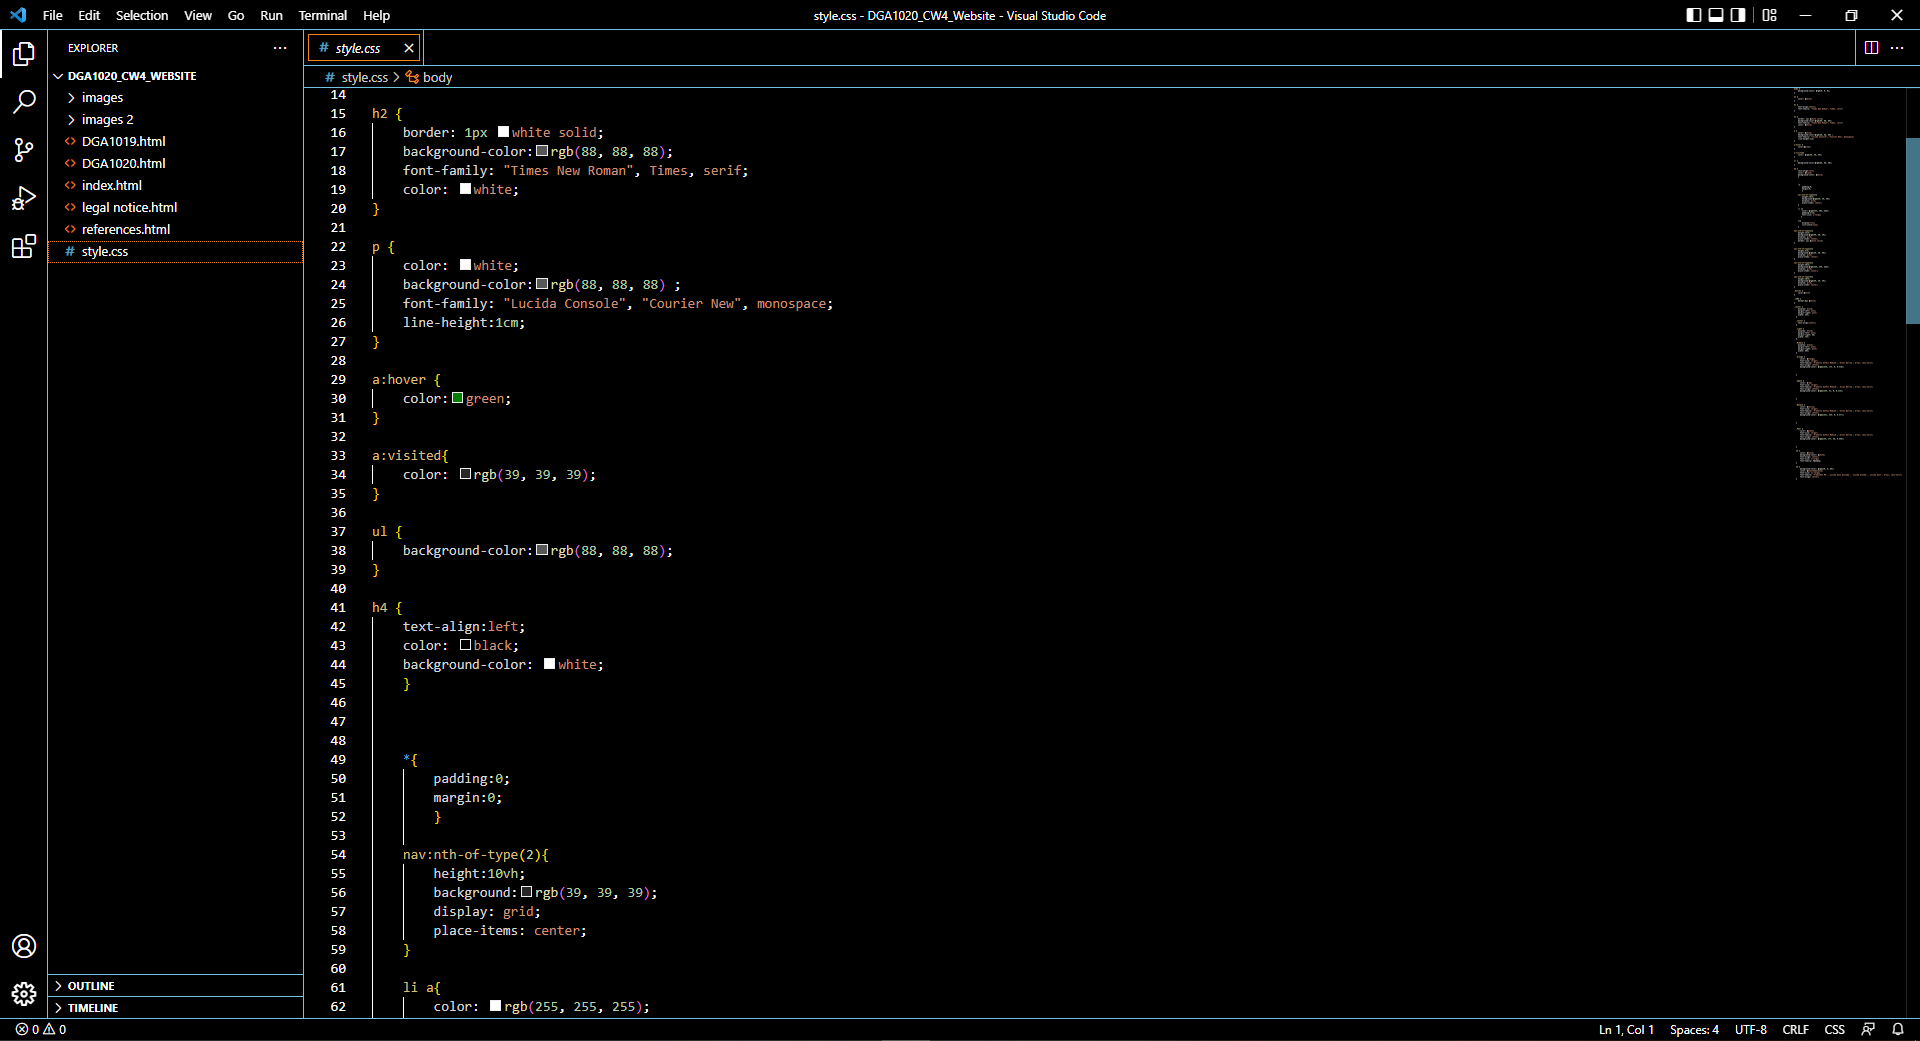 File Edit Selection View Go Run Terminal Help
style.css - DGA1020_CW4_Website - Visual Studio Code
EXPLORER
DGA1020_CW4_WEBSITE
images
images 2
DGA1019.html
DGA1020.html
index.html
legal notice.html
references.html
# style.css
OUTLINE
TIMELINE
# style.css
# style.css > body
14
15 h2 {
16 border: 1px white solid;
17 background-color: rgb(88, 88, 88);
18 font-family: "Times New Roman", Times, serif;
19 color: white;
20 }
21
22 p {
23 color: white;
24 background-color: rgb(88, 88, 88) ;
25 font-family: "Lucida Console", "Courier New", monospace;
26 line-height:1cm;
27 }
28
29 a:hover {
30 color: green;
31 }
32
33 a:visited{
34 color: rgb(39, 39, 39);
35 }
36
37 ul {
38 background-color: rgb(88, 88, 88);
39 }
40
41 h4 {
42 text-align:left;
43 color: black;
44 background-color: white;
45 }
46
47
48
49 *{
50 padding:0;
51 margin:0;
52 }
53
54 nav:nth-of-type(2){
55 height:10vh;
56 background: rgb(39, 39, 39);
57 display: grid;
58 place-items: center;
59 }
60
61 li a{
62 color: rgb(255, 255, 255);
0 0
Ln 1, Col 1 Spaces: 4 UTF-8 CRLF CSS